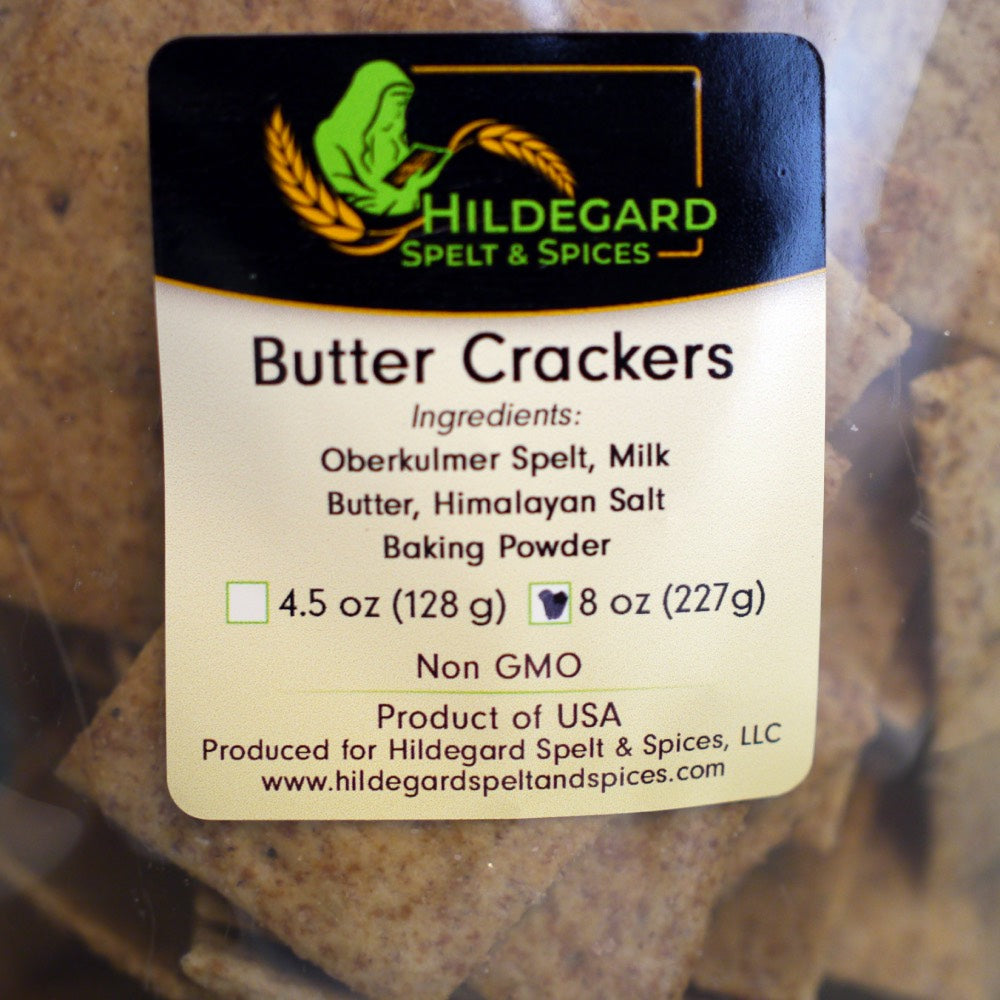 HILDEGARD
SPELT & SPICES
Butter Crackers
Ingredients:
Oberkulmer Spelt, Milk
Butter, Himalayan Salt
Baking Powder
4.5 oz (128 g) 8 oz (227g)
Non GMO
Product of USA
Produced for Hildegard Spelt & Spices, LLC
www.hildegardspeltandspices.com